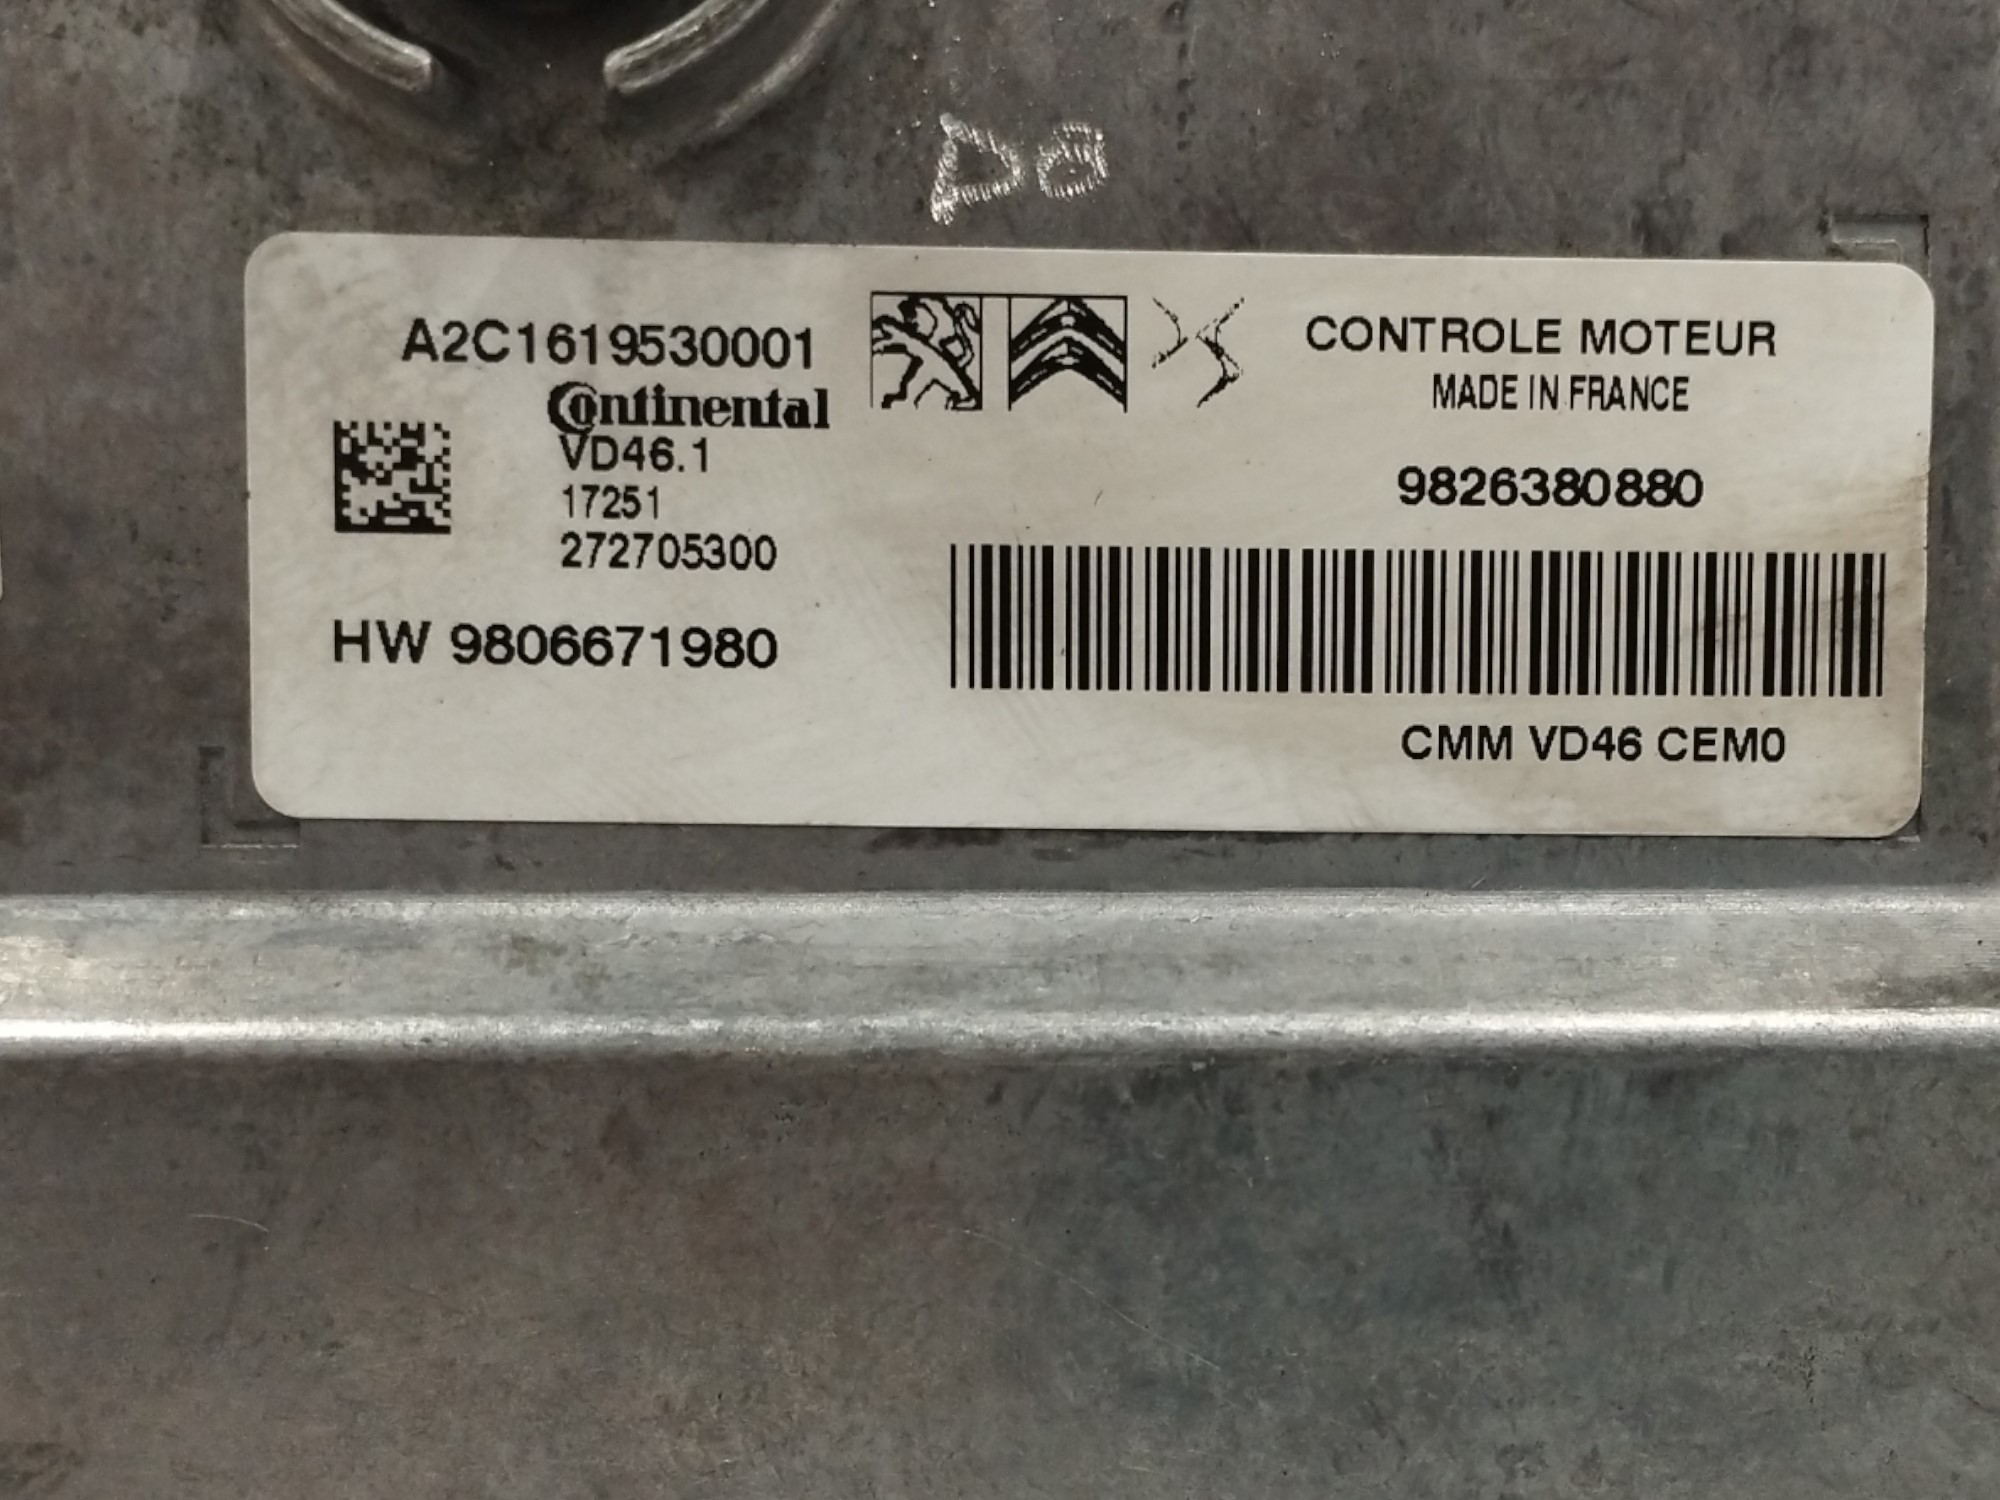 A2C1619530001
Continental
VD46.1
17251
272705300
HW 9806671980
CONTROLE MOTEUR
MADE IN FRANCE
9826380880
CMM VD46 CEM0